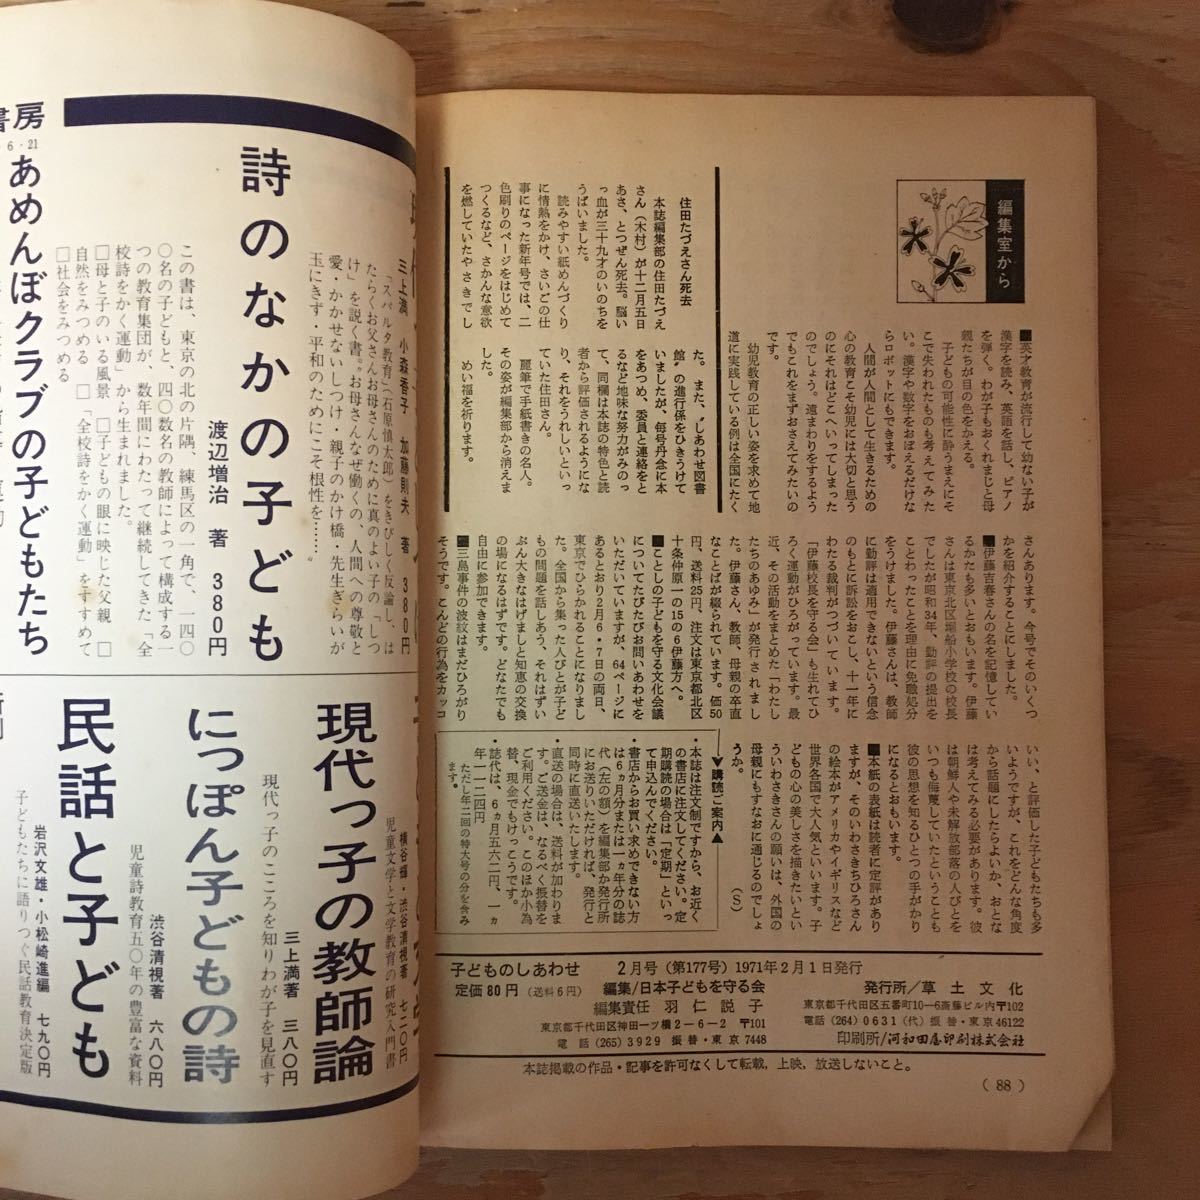 編集室から
■英才教育が流行して幼ない子が
漢字を読み、英語を話し、ピアノ
を弾く。わが子もおくれまじと母
親たちが目の色をかえる。
子どもの可能性に酔うまえにそ
こで失われたものも考えてみた
い。漢字や数字をおぼえるだけな
らロボットにもできます。
人間が人間として生きるための
心の教育こそ幼児には大切と思う
のにそれはどこへいってしまった
のでしょう。遠まわりをするよう
でもこれをまずおさえてみたいの
です。
幼児教育の正しい姿を求めて地
道に実践している例は全国にたく
さんあります。今号でそのいくつ
かを紹介することにしました。
■伊藤吉春さんの名を記憶してい
るかたも多いとおもいます。伊藤
さんは東京北区堀船小学校の校長
でしたが昭和34年、勤評の提出を
ことわったことを理由に免職処分
をうけました。伊藤さんは、教師
に勤評は適用できないという信念
のもとに訴訟をおこし、十一年に
わたる裁判がつづいています。
「伊藤校長を守る会」も生れてひ
ろく運動がひろがっています。最
近、その活動をまとめた「わたし
たちのあゆみ」が発行されまし
た。伊藤さん、教師、母親の卒直
なことばが綴られています。価50
円、送料25円。注文は東京都北区
十条仲原一の15の6伊藤方へ。
■ことしの子どもを守る文化会議
についてたびたびお問いあわせを
いただいていますが、64ページに
あるとおり2月6・7日の両日、
東京でひらかれることになりまし
た。全国から集った人びとが子ど
もの問題を話しあう、それはずい
ぶん大きなはげましと知恵の交換
の場になるはずです。どなたでも
自由に参加できます。
■三島事件の波紋はまだひろがり
そうです。こんどの行為をカッコ
いい、と評価した子どもたちも多
いようですが、これをどんな角度
から話題にしたらよいか、おとな
は考えてみる必要があります。彼
は朝鮮人や未解放部落の人びとを
いつも侮蔑していたということも
彼の思想を知るひとつの手がかり
になるとおもいます。
■本紙の表紙は読者に定評があり
ますが、そのいわさきちひろさん
の絵本がアメリカやイギリスなど
世界各国で大人気といいます。子
どもの心の美しさを描きたいとい
ういわさきさんの願いは、外国の
母親にもすなおに通じるのでしょ
うか。
(S)
住田たづえさん死去
本誌編集部の住田たづえ
さん(木村)が十二月五日
あさ、とつぜん死去。脳い
っ血が三十九才のいのちを
うばいました。
読みやすい紙めんづくり
に情熱をかけ、さいごの仕
事になった新年号では、二
色刷りのページをはじめて
つくるなど、さかんな意欲
を燃していたやさきでし
た。また、"しあわせ図書
館"の進行係をひきうけて
いましたが、毎号丹念に本
をあつめ、委員と連絡をと
るなど地味な努力がみのっ
て、同欄は本誌の特色と読
者から評価されるようにな
り、それをうれしいといっ
ていた住田さん。
麗筆で手紙書きの名人。
その姿が編集部から消えま
した。
めい福を祈ります。
▼購読ご案内▲
・本誌は注文制ですから、お近く
の書店に注文してください。定
期購読の場合は「定期」といっ
て申込んでください。
・書店からお買い求めできない方
は6ヵ月分または一ヵ年分の誌
代(左の額)を編集部か発行所
にお送りいただければ、発行と
同時に直送いたします。
・直送の場合は、送料が加わりま
す。ご送金は、なるべく振替を
ご利用ください。このほか小為
替、現金でもけっこうです。
・誌代は、6ヵ月五六二円、一ヵ
年一一二四円
ただし年二回の特大号の分を含み
ます。
子どものしあわせ 2月号(第177号)1971年2月1日発行
定価80円(送料6円) 編集/日本子どもを守る会
編集責任 羽仁説子
東京都千代田区神田一ツ橋2-6-2 〒101
電話 (265)3929 振替・東京 7448
発行所/草土文化
東京都千代田区五番町10-6斎藤ビル内〒102
電話(264)0631(代)振替・東京46122
印刷所/河和田屋印刷株式会社
本誌掲載の作品・記事を許可なくして転載,上映,放送しないこと。
(88)
三上満 小森香子 加藤則夫 著 380円
「スパルタ教育」(石原慎太郎)をきびしく反論し、は
たらくお父さんお母さんのために真のよい子の「しつ
け」を説く書。お母さんなぜ働くの、人間への尊敬と
愛・かかせないしつけ・親子のかけ橋・先生ぎらいが
玉にきず・平和のためにこそ根性を……。
詩のなかの子ども
渡辺増治 著 380円
この書は、東京の北の片隅、練馬区の一角で、一四〇
〇名の子どもと、四〇数名の教師によって構成する一
つの教育集団が、数年間にわたって継続してきた「全
校詩をかく運動」から生まれました。
□母と子のいる風景 □子どもの眼に映じた父親 □
自然をみつめる □「全校詩をかく運動」をすすめて
□社会をみつめる
書房
6・21
あめんぼクラブの子どもたち
横谷輝・渋谷清視著 七二〇円
児童文学と文学教育の研究入門書
現代っ子の教師論
三上満著 三八〇円
現代っ子のこころを知りわが子を見直す
にっぽん子どもの詩
渋谷清視著 六八〇円
児童詩教育五〇年の豊富な資料
民話と子ども
岩沢文雄・小松崎進編 七九〇円
子どもたちに語りつぐ民話教育決定版